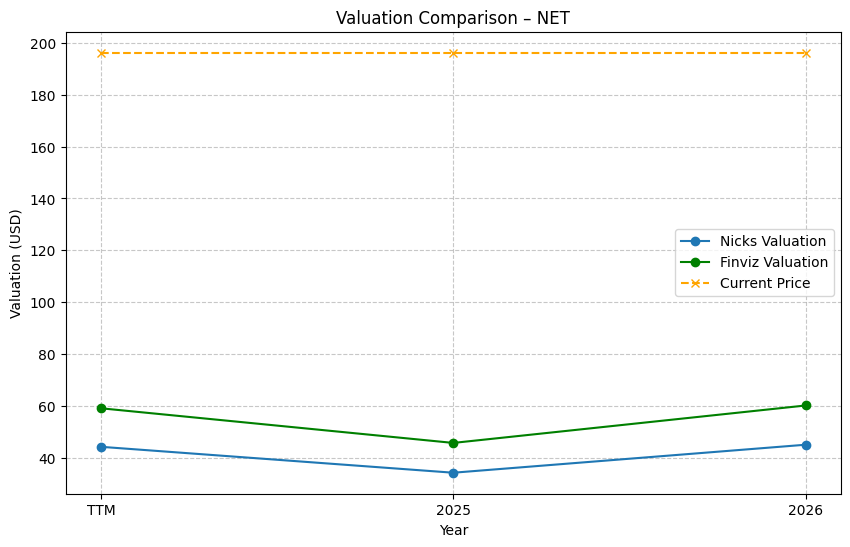 Valuation Comparison – NET
Valuation (USD)
200
180
160
140
120
100
80
60
40
Nicks Valuation
Finviz Valuation
Current Price
TTM
2025
2026
Year